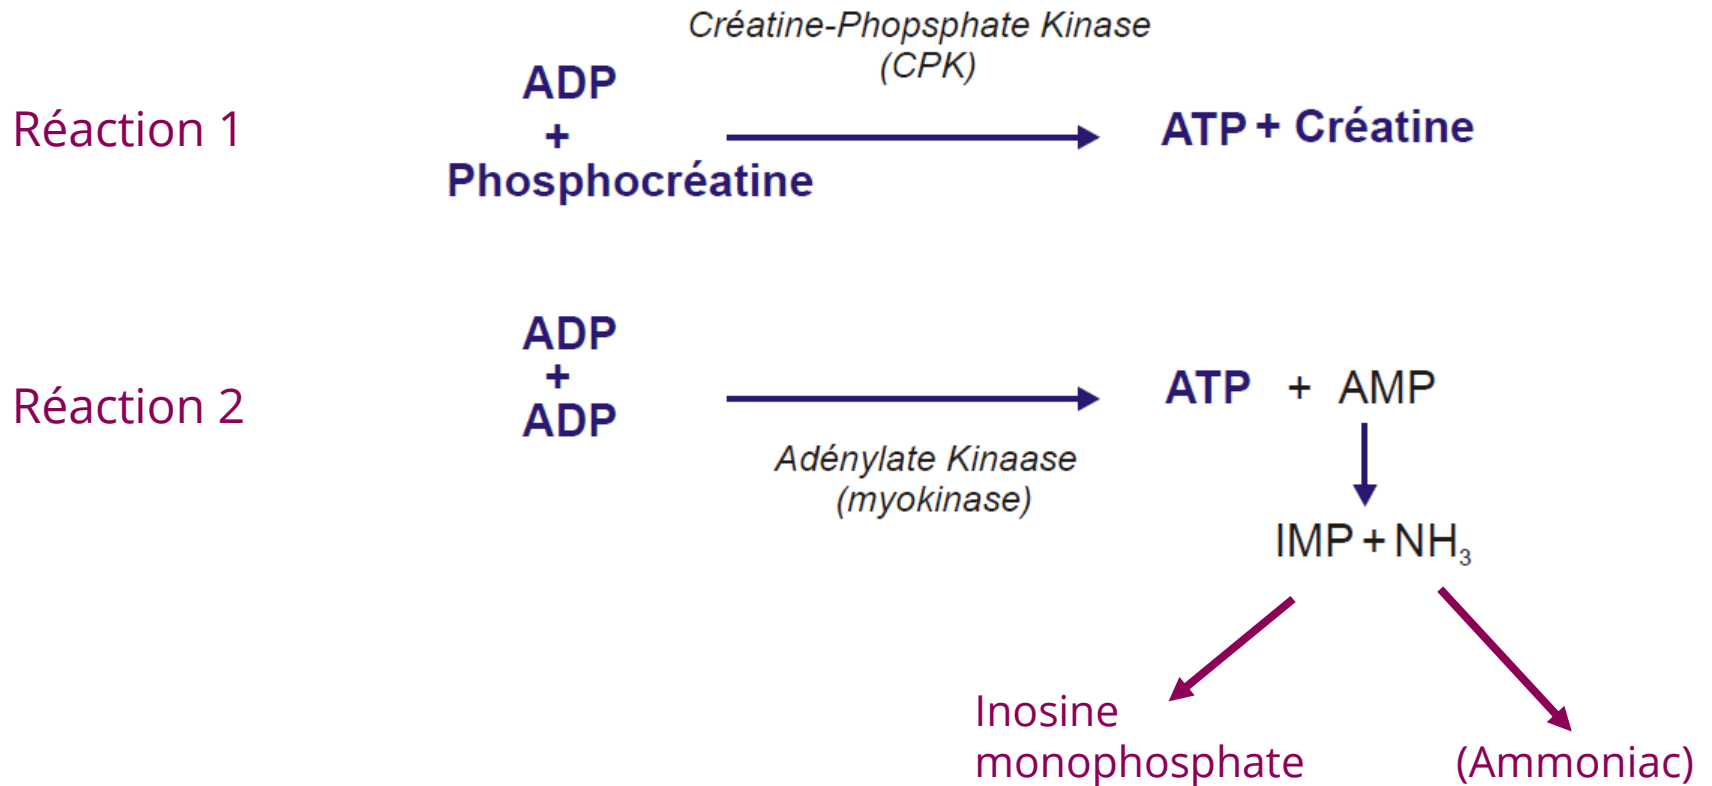 Créatine-Phopsphate Kinase
(CPK)
Réaction 1
ADP
+
Phosphocréatine
ATP + Créatine
Réaction 2
ADP
+
ADP
ATP + AMP
Adénylate Kinaase
(myokinase)
IMP + NH₃
Inosine
monophosphate
(Ammoniac)